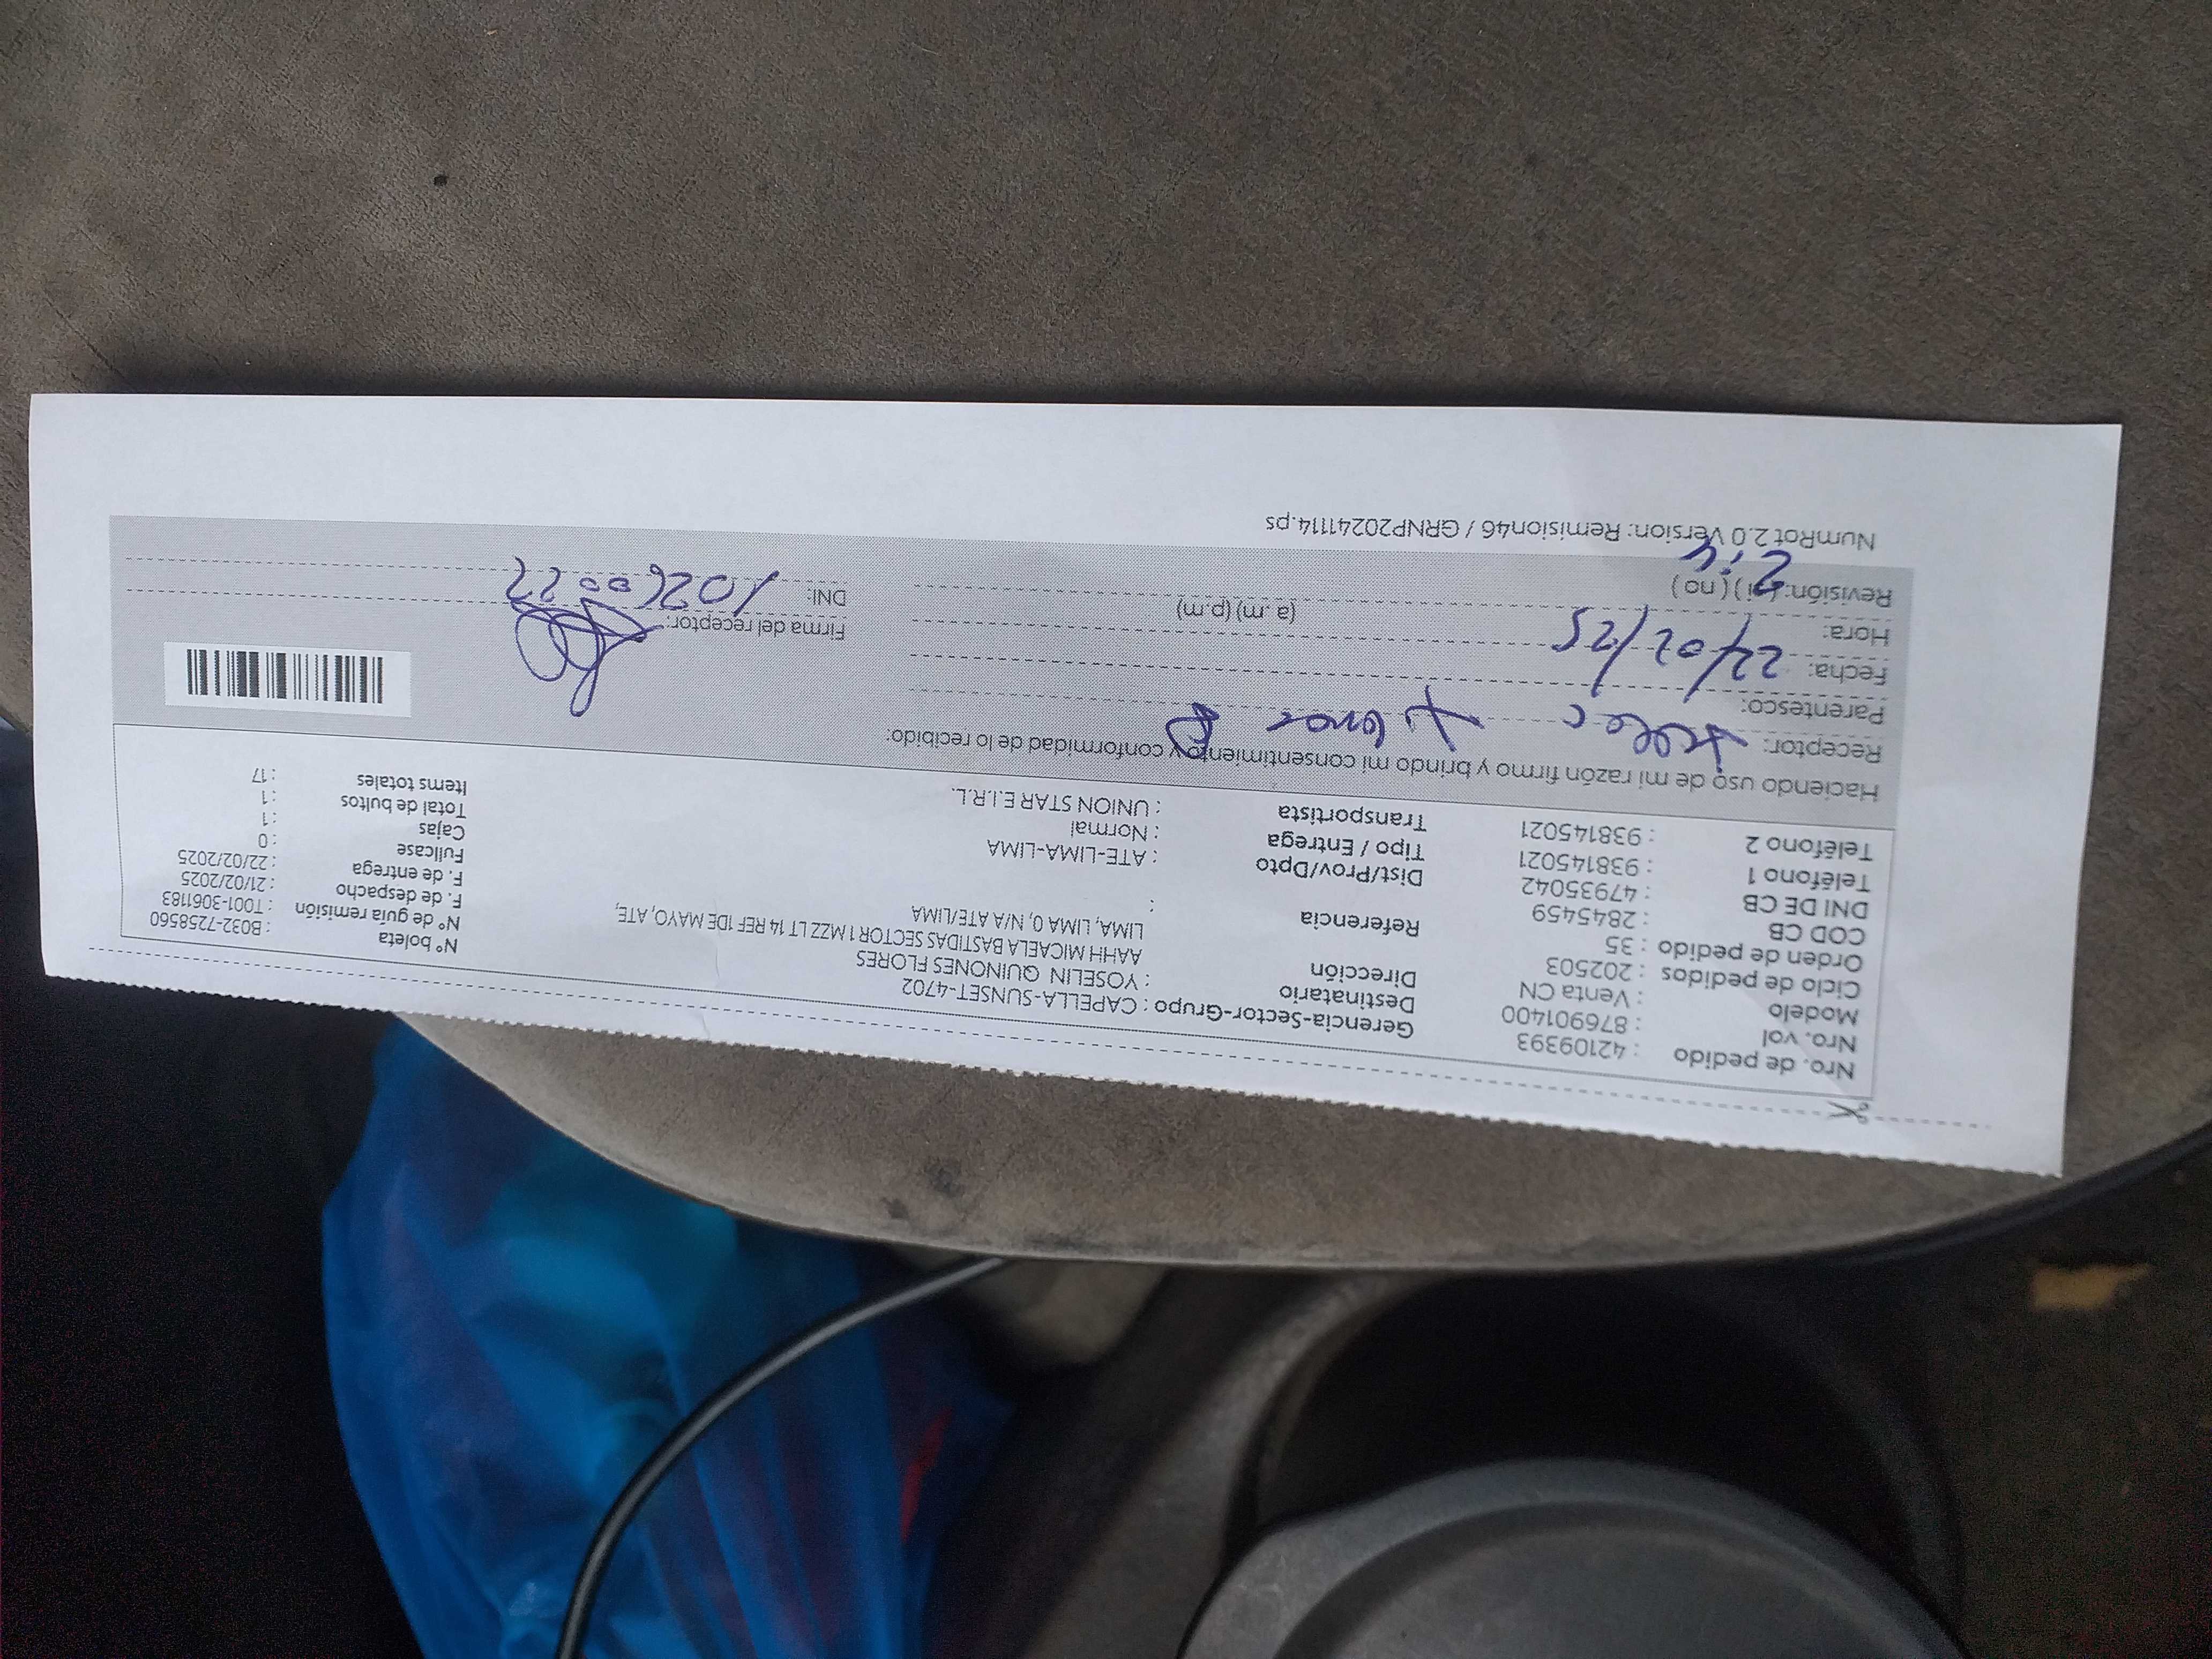 Nro. de pedido : 42109393
Nro. vol : 876901400
Modelo : Venta CN
Ciclo de pedidos : 202503
Orden de pedido : 35
COD CB : 2845459
DNI DE CB : 47935042
Teléfono 1 : 938145021
Teléfono 2 : 938145021
Gerencia-Sector-Grupo : CAPELLA-SUNSET-4702
Destinatario : YOSELIN QUINONES FLORES
Dirección AAHH MICAELA BASTIDAS SECTOR 1 MZZ LT 14 REF 1DE MAYO, ATE,
LIMA, LIMA 0, N/A ATE/LIMA
Referencia :
Dist/Prov/Dpto : ATE-LIMA-LIMA
Tipo / Entrega : Normal
Transportista : UNION STAR E.I.R.L.
Nº boleta : B032-7258560
Nº de guía remisión : T001-3061183
F. de despacho : 21/02/2025
F. de entrega : 22/02/2025
Fullcase : 0
Cajas : 1
Total de bultos : 1
Items totales : 17
Haciendo uso de mi razón firmo y brindo mi consentimiento y conformidad de lo recibido:
Receptor:
Parentesco:
Fecha: 22/02/25
Hora: (a. m) (p. m)
Revisión: (si) (no)
Firma del receptor:
DNI:
NumRot 2.0 Version: Remision46 / GRNP20241114.ps